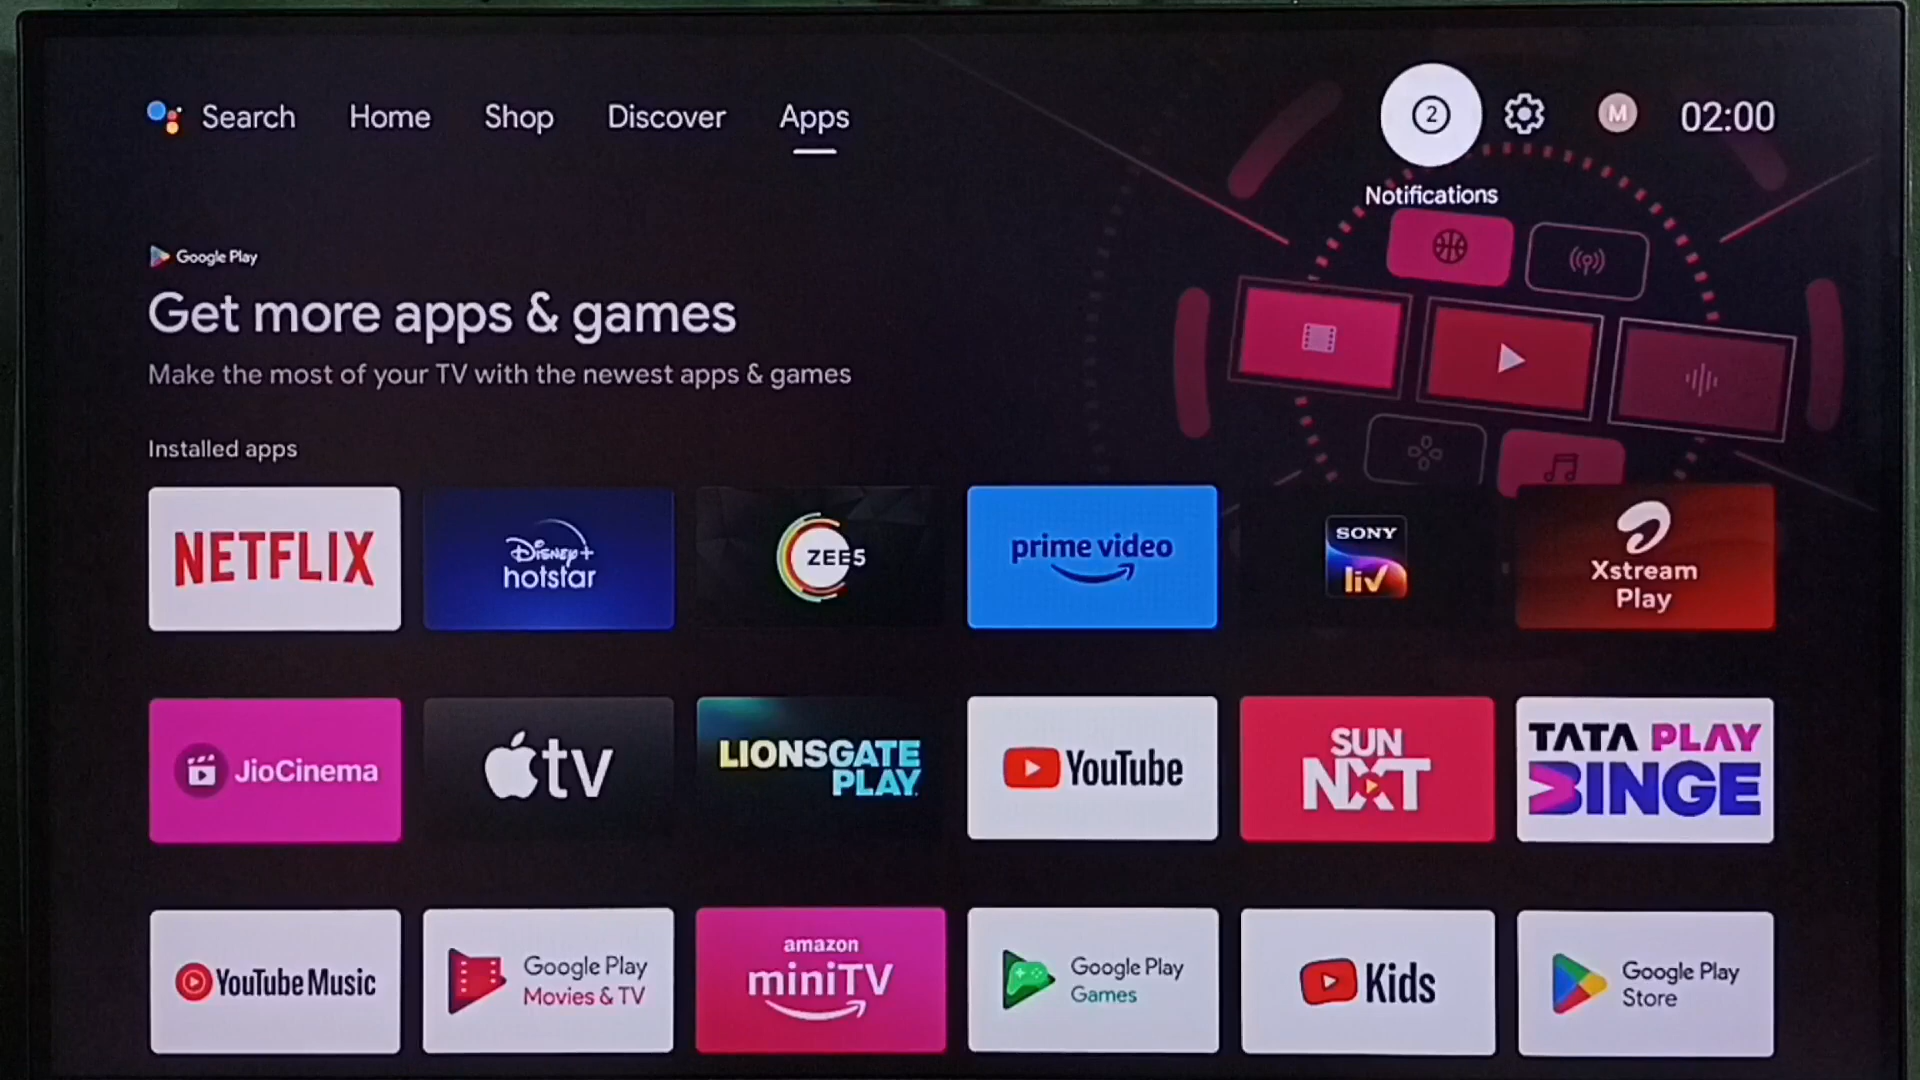 Search Home Shop Discover Apps 2 M 02:00
Notifications
Google Play
Get more apps & games
Make the most of your TV with the newest apps & games
Installed apps
NETFLIX
Disney+
hotstar
ZEE5
prime video
SONY
liv
Xstream
Play
JioCinema
tv
LIONSGATE
PLAY
YouTube
SUN
NXT
TATA PLAY
BINGE
YouTube Music
Google Play
Movies & TV
amazon
miniTV
Google Play
Games
Kids
Google Play
Store